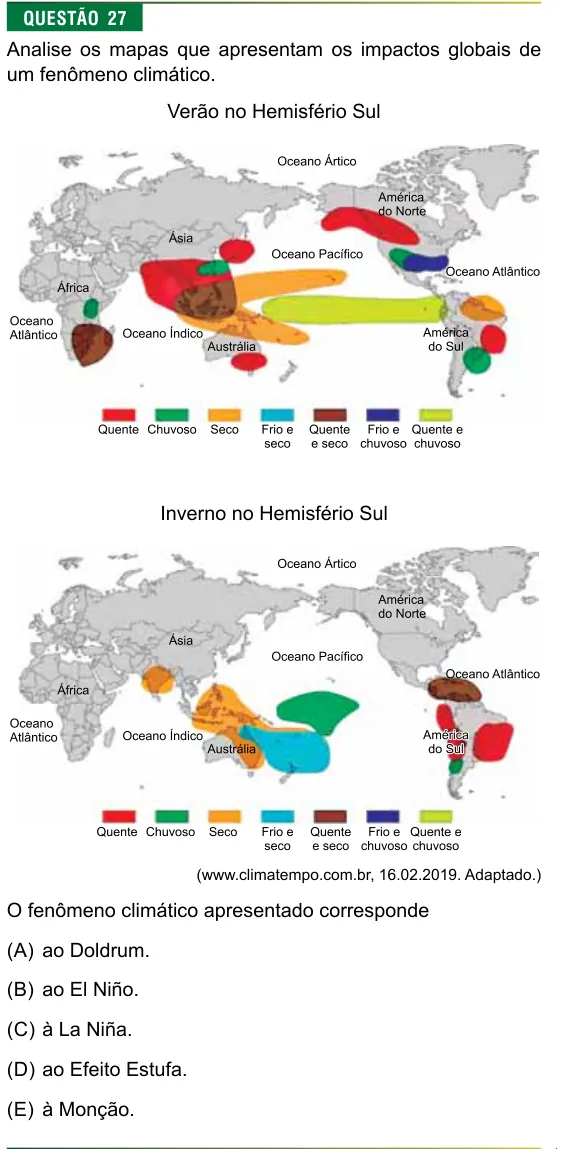 QUESTÃO 27
Analise os mapas que apresentam os impactos globais de
um fenômeno climático.
Verão no Hemisfério Sul
Oceano Ártico
América
do Norte
Ásia
Oceano Pacífico
Oceano Atlântico
África
Oceano
Atlântico
Oceano Índico
Austrália
América
do Sul
Quente Chuvoso Seco Frio e seco Quente e seco Frio e chuvoso Quente e chuvoso
Inverno no Hemisfério Sul
Oceano Ártico
América
do Norte
Ásia
Oceano Pacífico
Oceano Atlântico
África
Oceano
Atlântico
Oceano Índico
Austrália
América
do Sul
Quente Chuvoso Seco Frio e seco Quente e seco Frio e chuvoso Quente e chuvoso
(www.climatempo.com.br, 16.02.2019. Adaptado.)
O fenômeno climático apresentado corresponde
(A) ao Doldrum.
(B) ao El Niño.
(C) à La Niña.
(D) ao Efeito Estufa.
(E) à Monção.